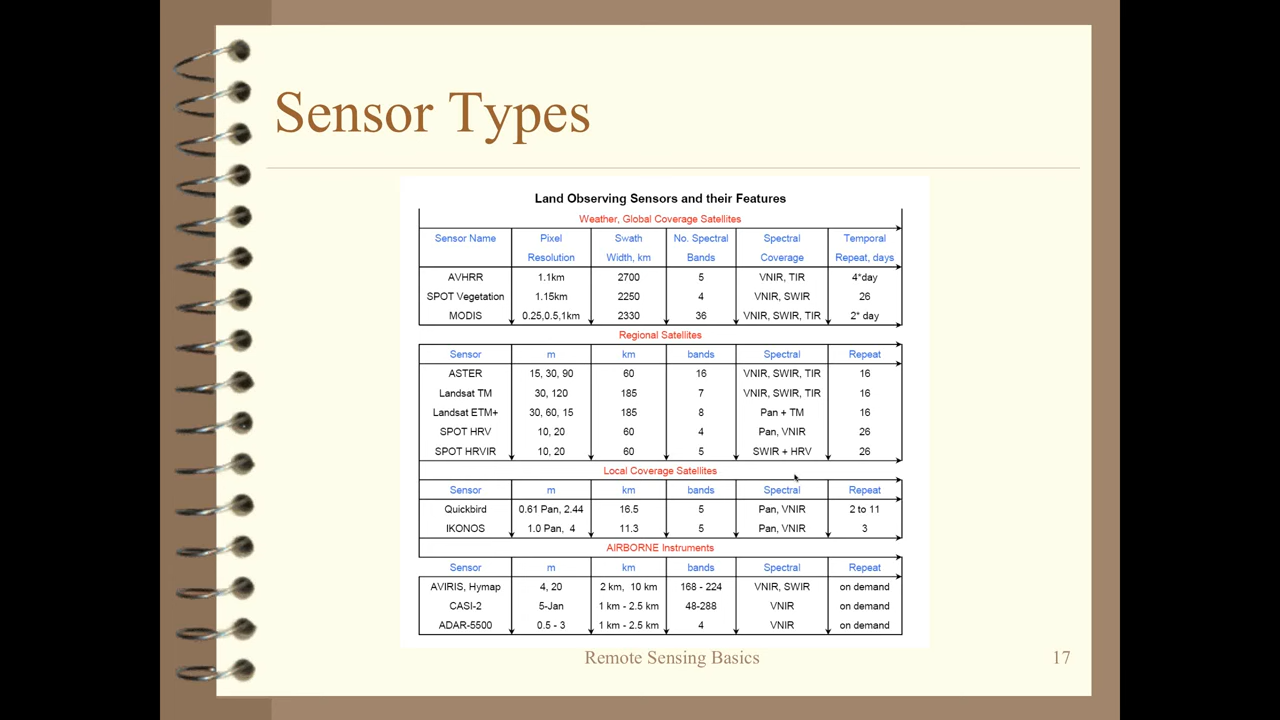 Sensor Types
Land Observing Sensors and their Features
Weather, Global Coverage Satellites
Sensor Name Pixel Swath No. Spectral Spectral Temporal
Resolution Width, km Bands Coverage Repeat, days
AVHRR 1.1km 2700 5 VNIR, TIR 4*day
SPOT Vegetation 1.15km 2250 4 VNIR, SWIR 26
MODIS 0.25,0.5,1km 2330 36 VNIR, SWIR, TIR 2* day
Regional Satellites
Sensor m km bands Spectral Repeat
ASTER 15, 30, 90 60 16 VNIR, SWIR, TIR 16
Landsat TM 30, 120 185 7 VNIR, SWIR, TIR 16
Landsat ETM+ 30, 60, 15 185 8 Pan + TM 16
SPOT HRV 10, 20 60 4 Pan, VNIR 26
SPOT HRVIR 10, 20 60 5 SWIR + HRV 26
Local Coverage Satellites
Sensor m km bands Spectral Repeat
Quickbird 0.61 Pan, 2.44 16.5 5 Pan, VNIR 2 to 11
IKONOS 1.0 Pan, 4 11.3 5 Pan, VNIR 3
AIRBORNE Instruments
Sensor m km bands Spectral Repeat
AVIRIS, Hymap 4, 20 2 km, 10 km 168 - 224 VNIR, SWIR on demand
CASI-2 5-Jan 1 km - 2.5 km 48-288 VNIR on demand
ADAR-5500 0.5 - 3 1 km - 2.5 km 4 VNIR on demand
Remote Sensing Basics 17